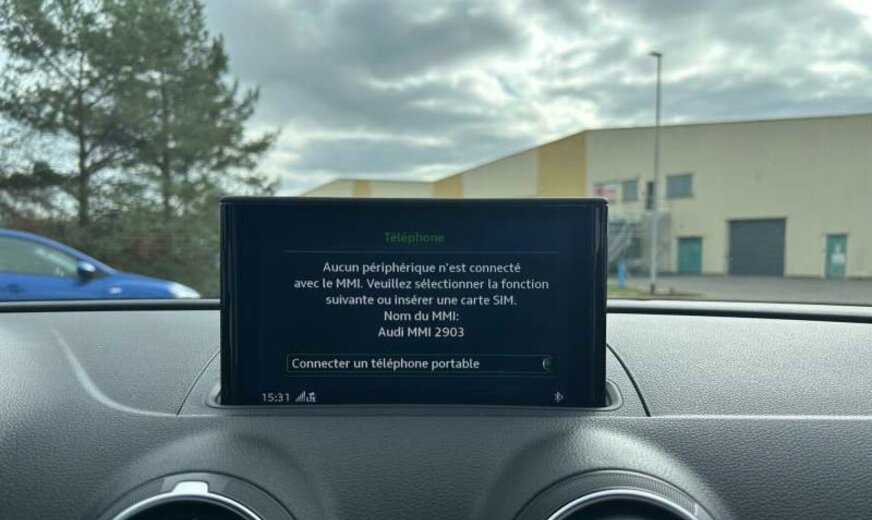 Téléphone
Aucun périphérique n'est connecté
avec le MMI. Veuillez sélectionner la fonction
suivante ou insérer une carte SIM.
Nom du MMI:
Audi MMI 2903
Connecter un téléphone portable
15:31